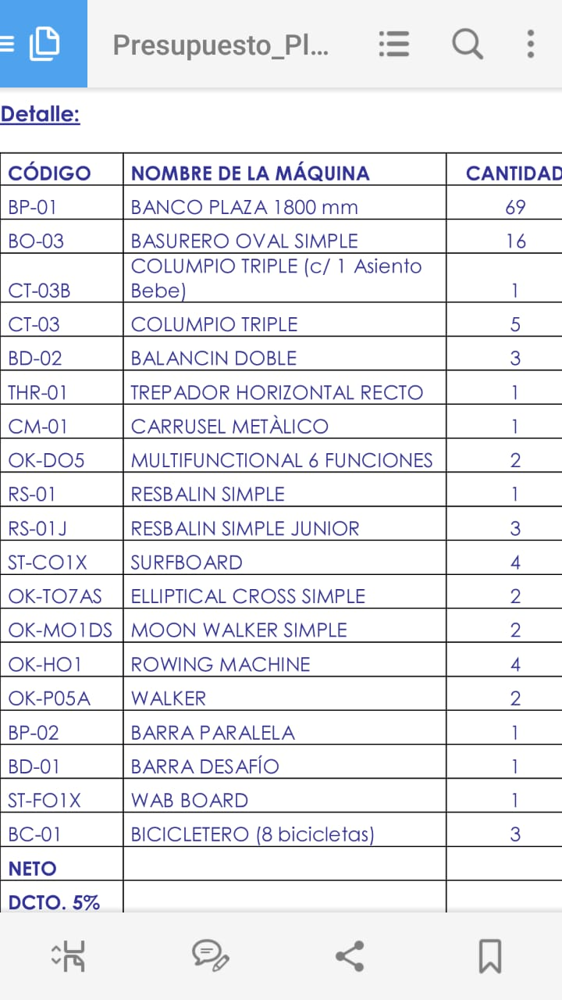 Presupuesto_Pl...
Detalle:
CÓDIGO NOMBRE DE LA MÁQUINA CANTIDAD
BP-01 BANCO PLAZA 1800 mm 69
BO-03 BASURERO OVAL SIMPLE 16
COLUMPIO TRIPLE (c/ 1 Asiento
CT-03B Bebe) 1
CT-03 COLUMPIO TRIPLE 5
BD-02 BALANCIN DOBLE 3
THR-01 TREPADOR HORIZONTAL RECTO 1
CM-01 CARRUSEL METÀLICO 1
OK-DO5 MULTIFUNCTIONAL 6 FUNCIONES 2
RS-01 RESBALIN SIMPLE 1
RS-01J RESBALIN SIMPLE JUNIOR 3
ST-CO1X SURFBOARD 4
OK-TO7AS ELLIPTICAL CROSS SIMPLE 2
OK-MO1DS MOON WALKER SIMPLE 2
OK-HO1 ROWING MACHINE 4
OK-P05A WALKER 2
BP-02 BARRA PARALELA 1
BD-01 BARRA DESAFÍO 1
ST-FO1X WAB BOARD 1
BC-01 BICICLETERO (8 bicicletas) 3
NETO
DCTO. 5%